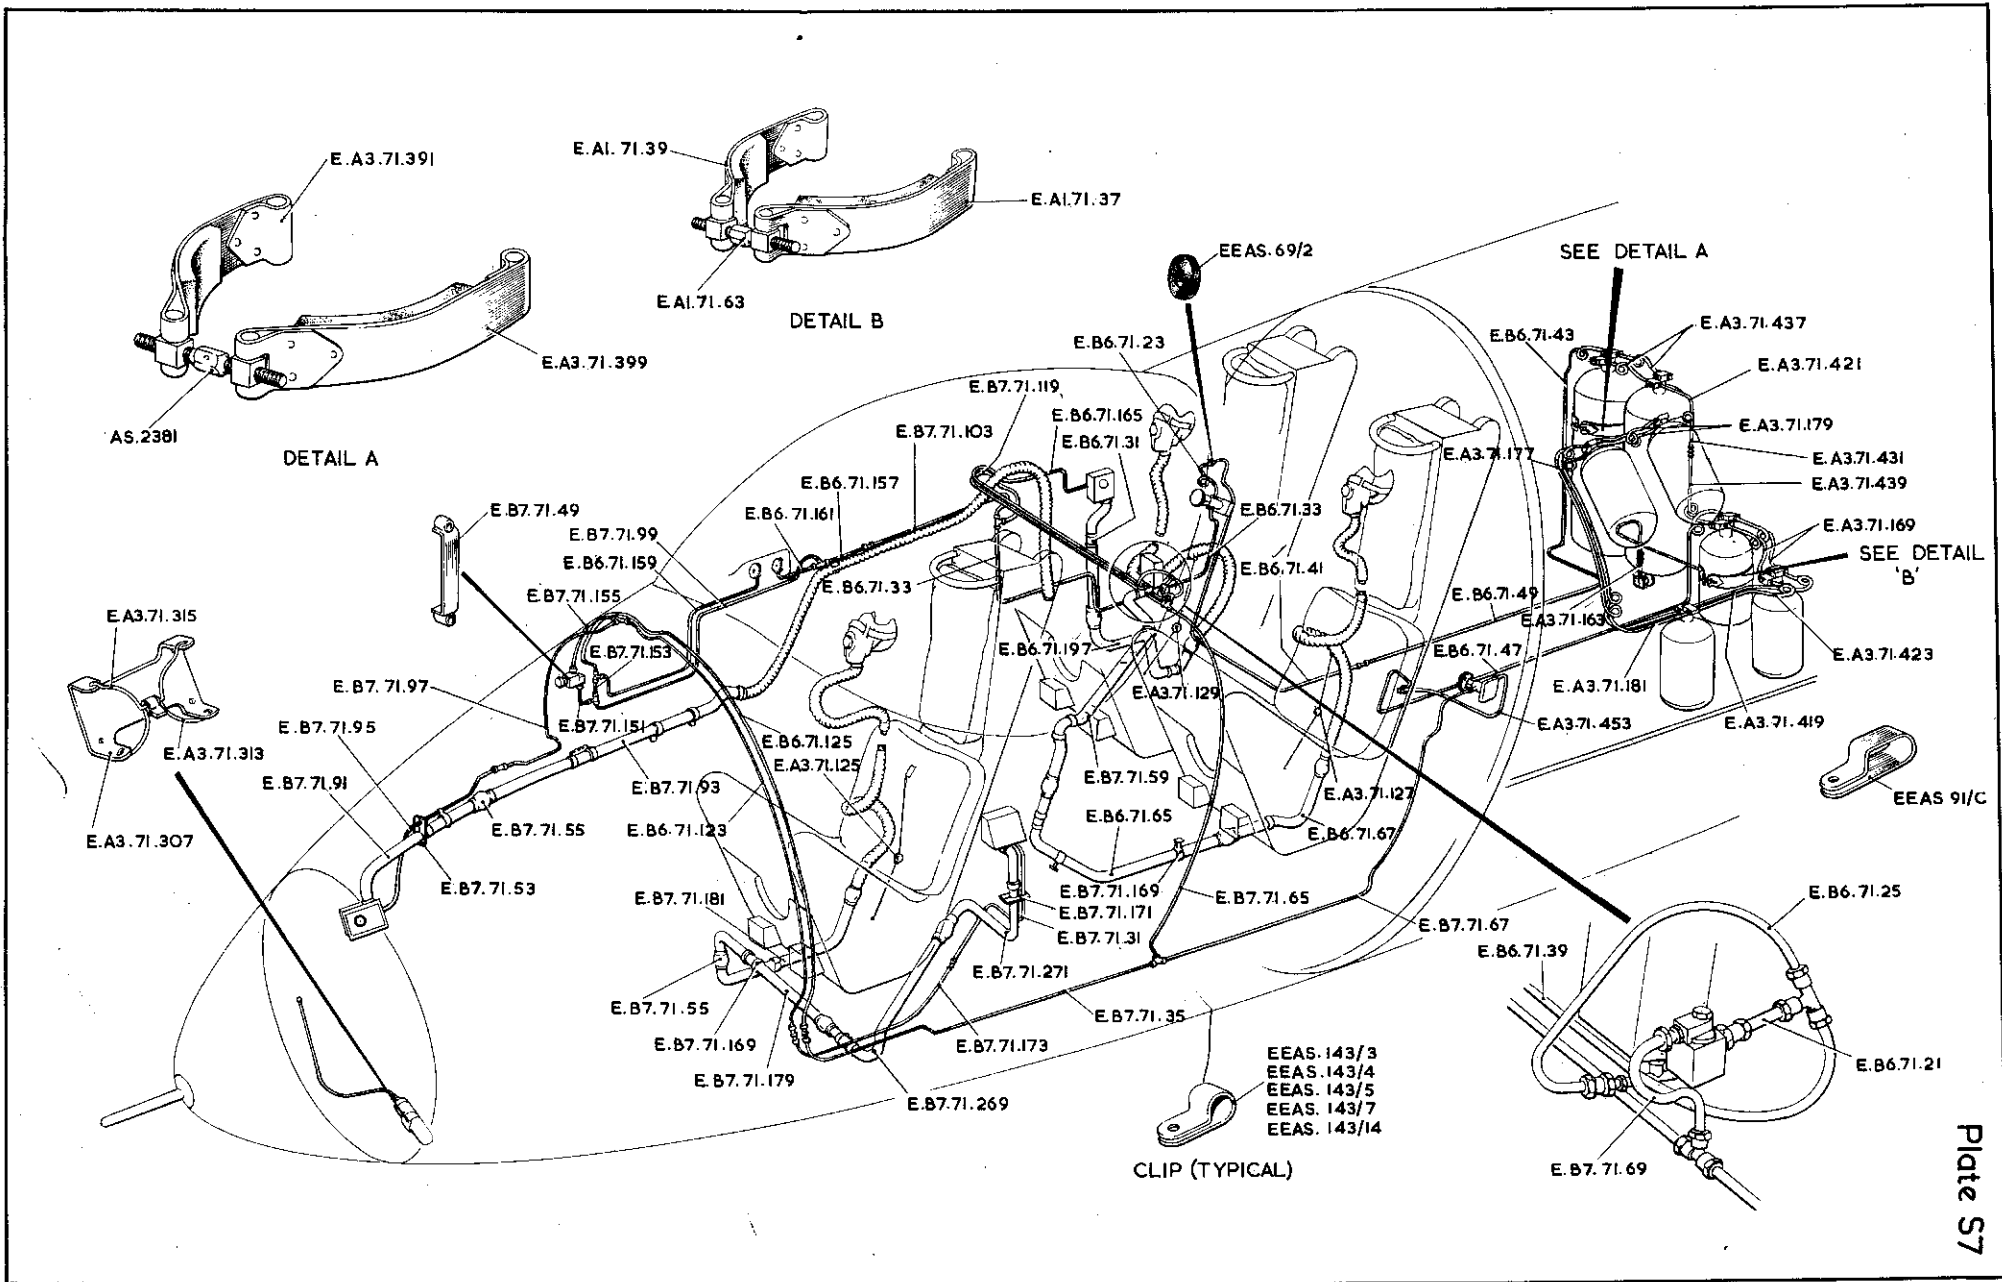 E.A3.71.391
E.A1.71.39
E.A1.71.37
E.A1.71.63
DETAIL B
E.A3.71.399
AS.2381
DETAIL A
EEAS.69/2
SEE DETAIL A
E.B6.71.43
E.A3.71.437
E.A3.71.421
E.B6.71.23
E.B7.71.119
E.B6.71.165
E.B6.71.31
E.B7.71.103
E.A3.71.179
E.A3.71.177
E.A3.71.431
E.A3.71.439
E.B6.71.157
E.B6.71.161
E.B7.71.49
E.B7.71.99
E.B6.71.159
E.B6.71.33
E.B6.71.33
E.B6.71.41
E.A3.71.169
SEE DETAIL
'B'
E.B7.71.155
E.B6.71.49
E.A3.71.163
E.A3.71.315
E.B7.71.153
E.B6.71.197
E.B6.71.47
E.A3.71.423
E.B7.71.97
E.A3.71.129
E.A3.71.181
E.B7.71.95
E.B7.71.151
E.A3.71.453
E.A3.71.419
E.A3.71.313
E.B6.71.125
E.A3.71.125
E.B7.71.91
E.B7.71.93
E.B7.71.59
E.A3.71.127
EEAS 91/C
E.A3.71.307
E.B7.71.55
E.B6.71.123
E.B6.71.65
E.B6.71.67
E.B7.71.53
E.B7.71.181
E.B7.71.169
E.B7.71.65
E.B7.71.171
E.B7.71.31
E.B7.71.67
E.B6.71.25
E.B6.71.39
E.B7.71.271
E.B7.71.55
E.B7.71.35
E.B7.71.169
E.B7.71.173
E.B7.71.179
E.B7.71.269
EEAS.143/3
EEAS.143/4
EEAS.143/5
EEAS.143/7
EEAS.143/14
CLIP (TYPICAL)
E.B6.71.21
E.B7.71.69
Plate S7